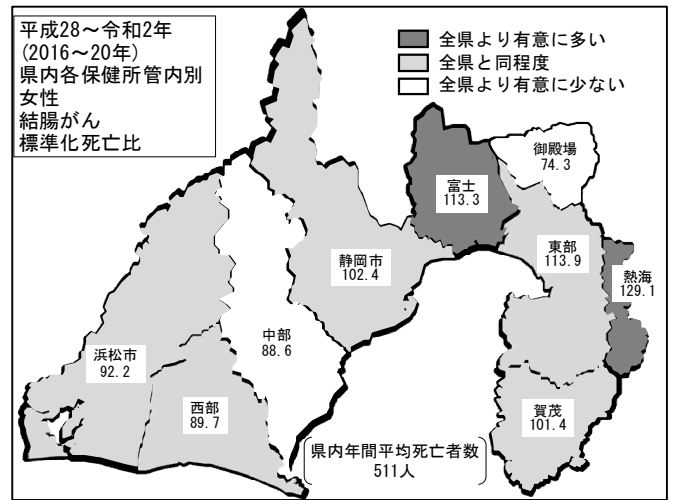 平成28～令和2年
(2016～20年)
県内各保健所管内別
女性
結腸がん
標準化死亡比
全県より有意に多い
全県と同程度
全県より有意に少ない
御殿場
74.3
富士
113.3
東部
113.9
熱海
129.1
静岡市
102.4
中部
88.6
浜松市
92.2
西部
89.7
賀茂
101.4
県内年間平均死亡者数
511人